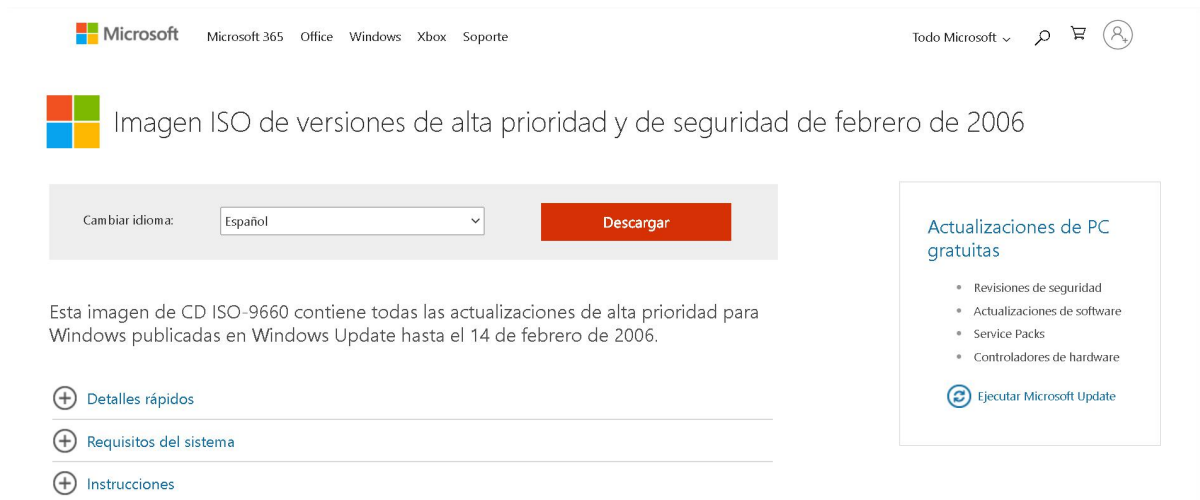 Microsoft Microsoft 365 Office Windows Xbox Soporte Todo Microsoft
Imagen ISO de versiones de alta prioridad y de seguridad de febrero de 2006
Cambiar idioma: Español Descargar
Esta imagen de CD ISO-9660 contiene todas las actualizaciones de alta prioridad para
Windows publicadas en Windows Update hasta el 14 de febrero de 2006.
Detalles rápidos
Requisitos del sistema
Instrucciones
Actualizaciones de PC
gratuitas
Revisiones de seguridad
Actualizaciones de software
Service Packs
Controladores de hardware
Ejecutar Microsoft Update